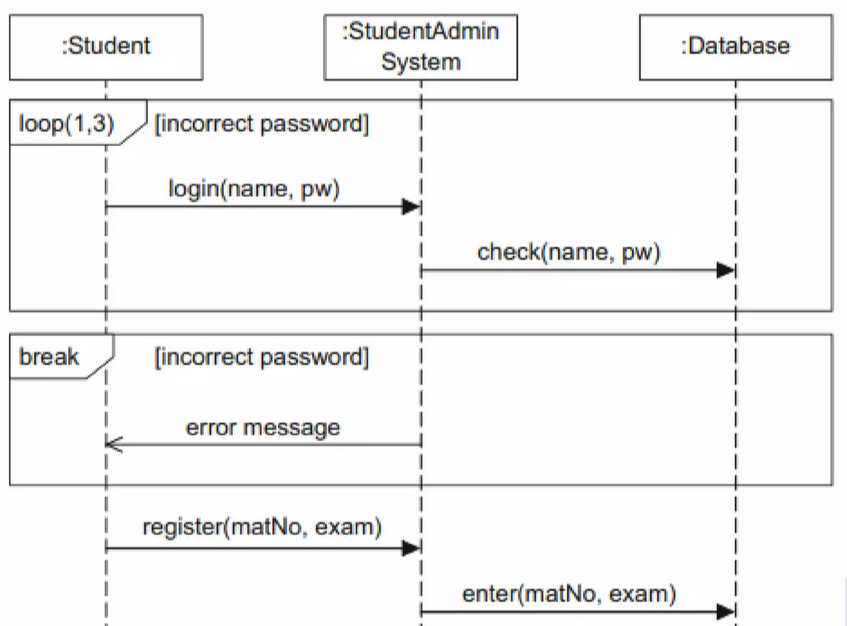 :Student
:StudentAdmin
System
:Database
loop(1,3)
[incorrect password]
login(name, pw)
check(name, pw)
break
[incorrect password]
error message
register(matNo, exam)
enter(matNo, exam)